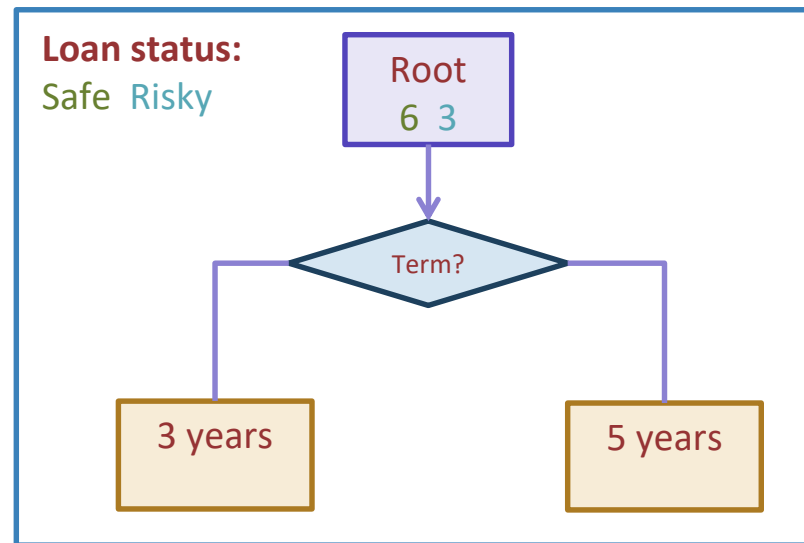 Loan status:
Safe Risky
Root
6 3
Term?
3 years
5 years